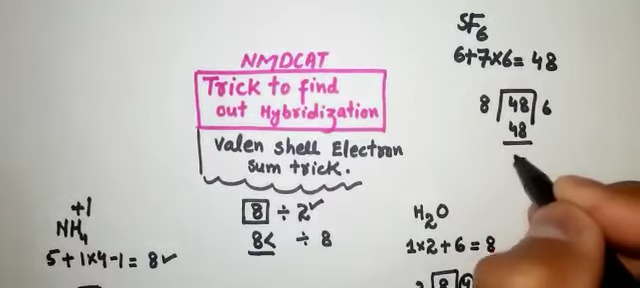 SF6
6+7×6= 48
8 48 6
48
NMDCAT
Trick to find
out Hybridization
Valen shell Electron
sum trick.
8 ÷ 2✓
8< ÷ 8
+1
NH4
5+1×4-1= 8✓
H2O
1×2+6=8
8